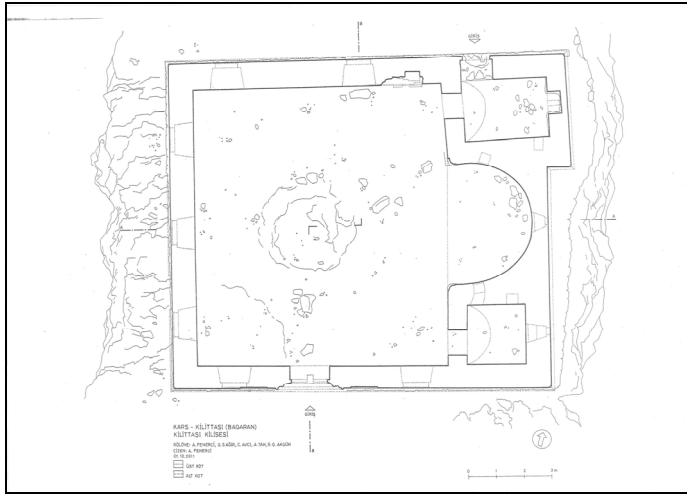 B
GİRİŞ
A
A
GİRİŞ
B
KARS - KİLİTTAŞI (BAGARAN)
KİLİTTAŞI KİLİSESİ
ÇİZEN: A. FENERCİ
01.10.2011
ÜST KOT
ALT KOT
0 1 2 3 m